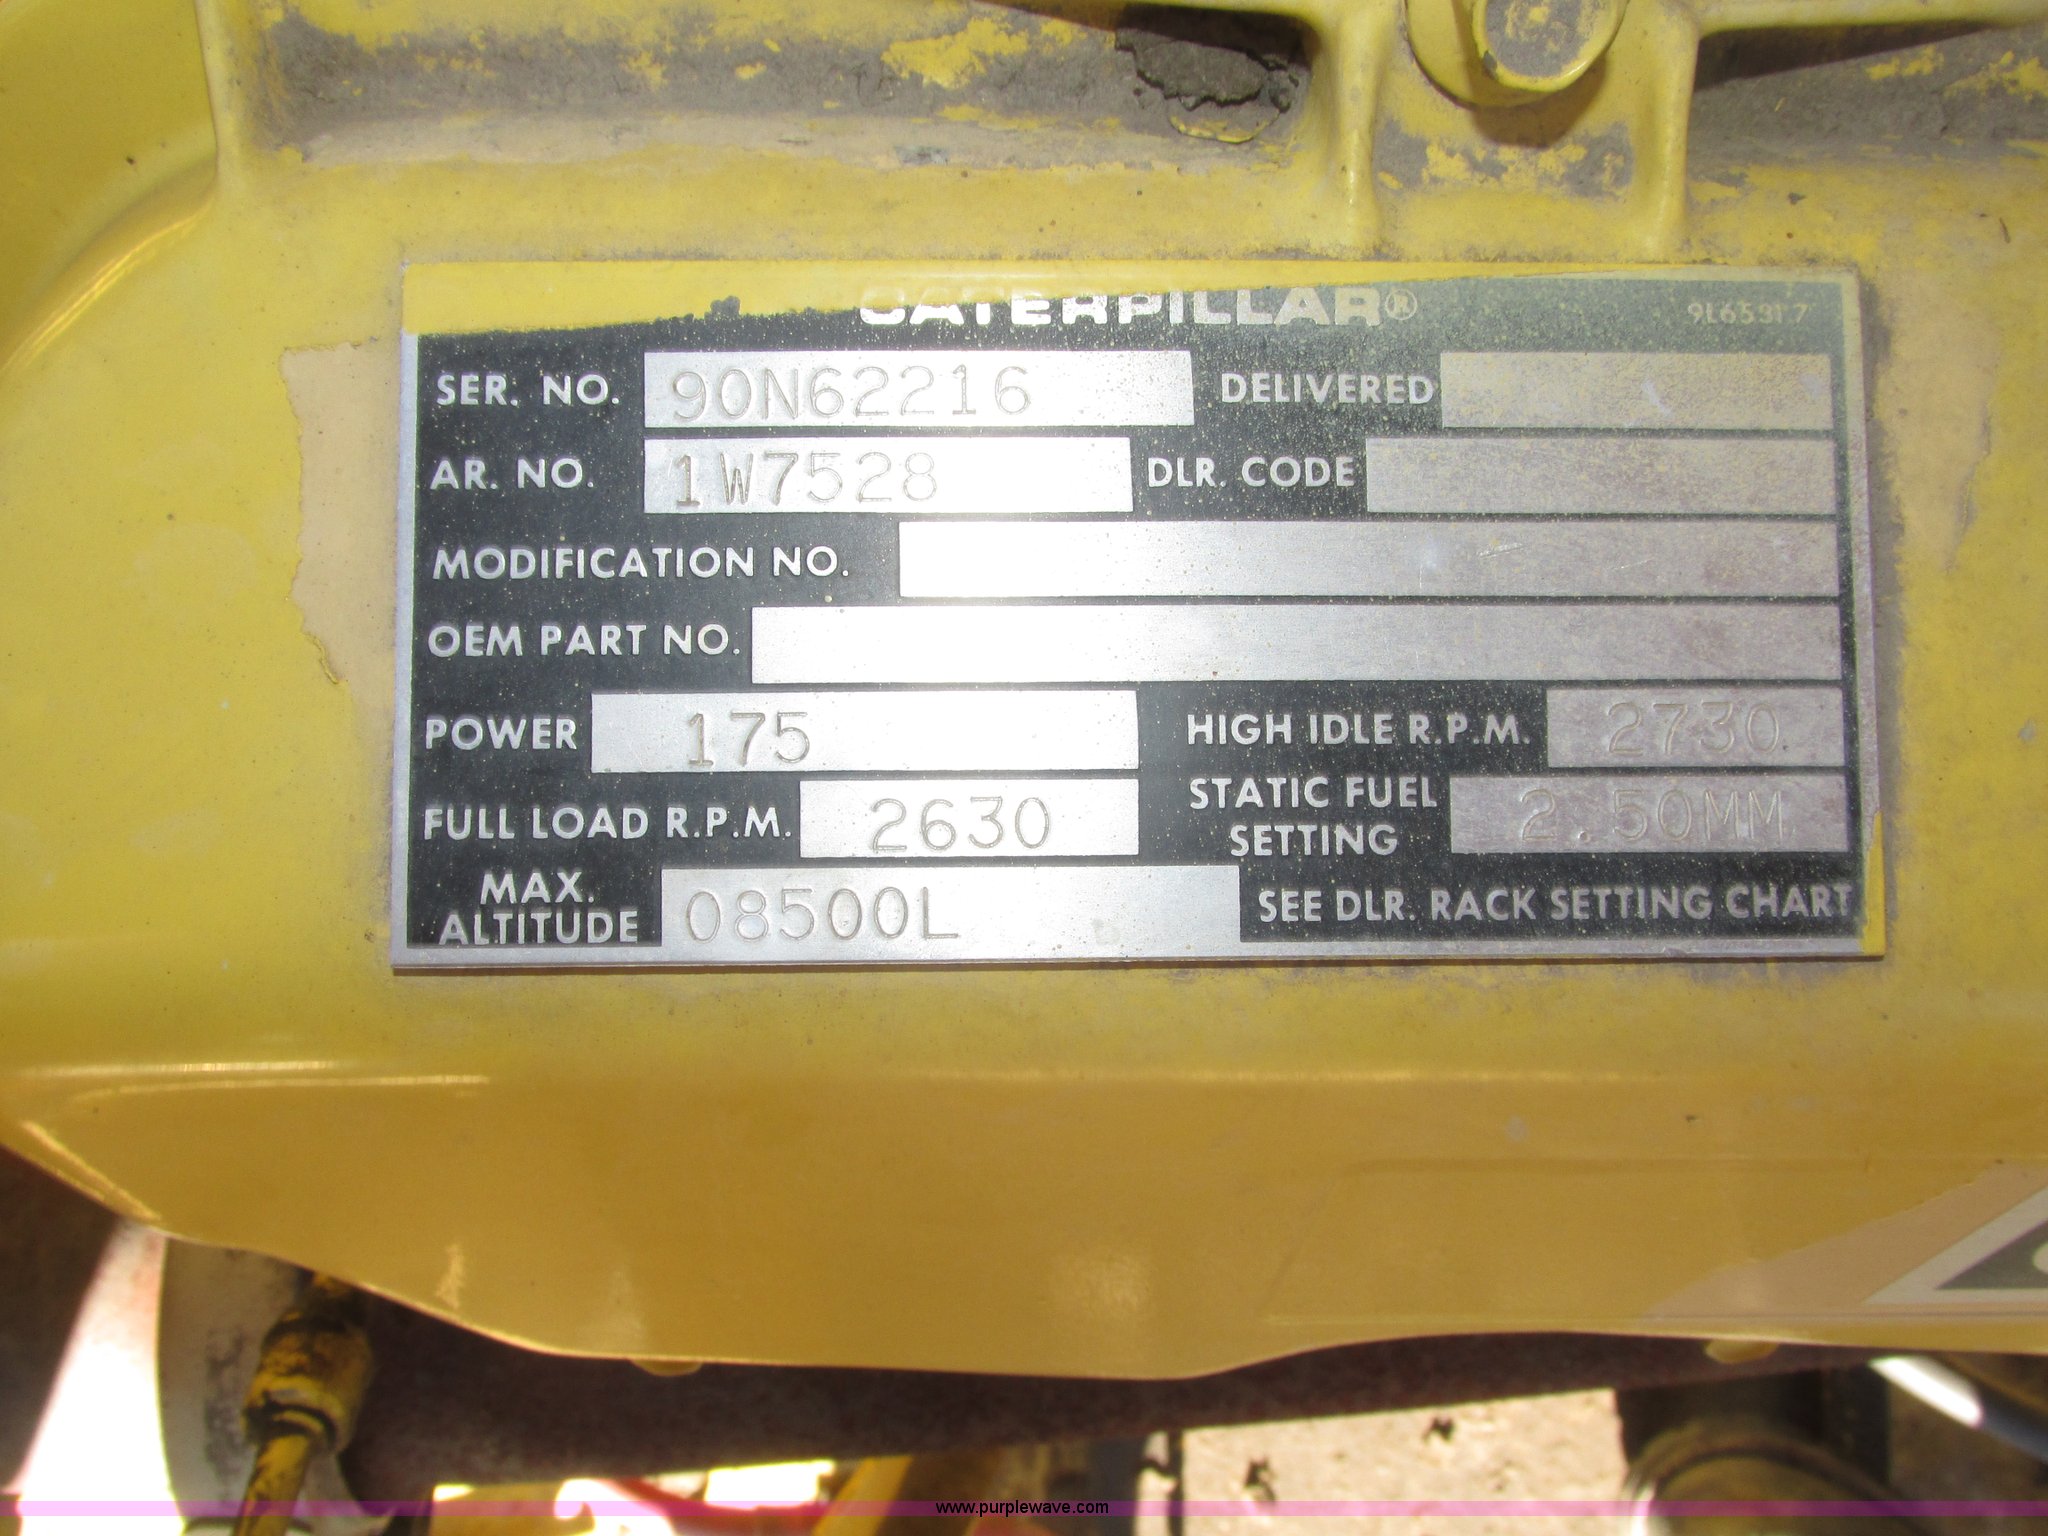 CATERPILLAR®
SER. NO. 90N62216 DELIVERED
AR. NO. 1W7528 DLR. CODE
MODIFICATION NO.
OEM PART NO.
POWER 175 HIGH IDLE R.P.M. 2730
FULL LOAD R.P.M. 2630 STATIC FUEL SETTING 2.50MM
MAX. ALTITUDE 08500L SEE DLR. RACK SETTING CHART
www.purplewave.com